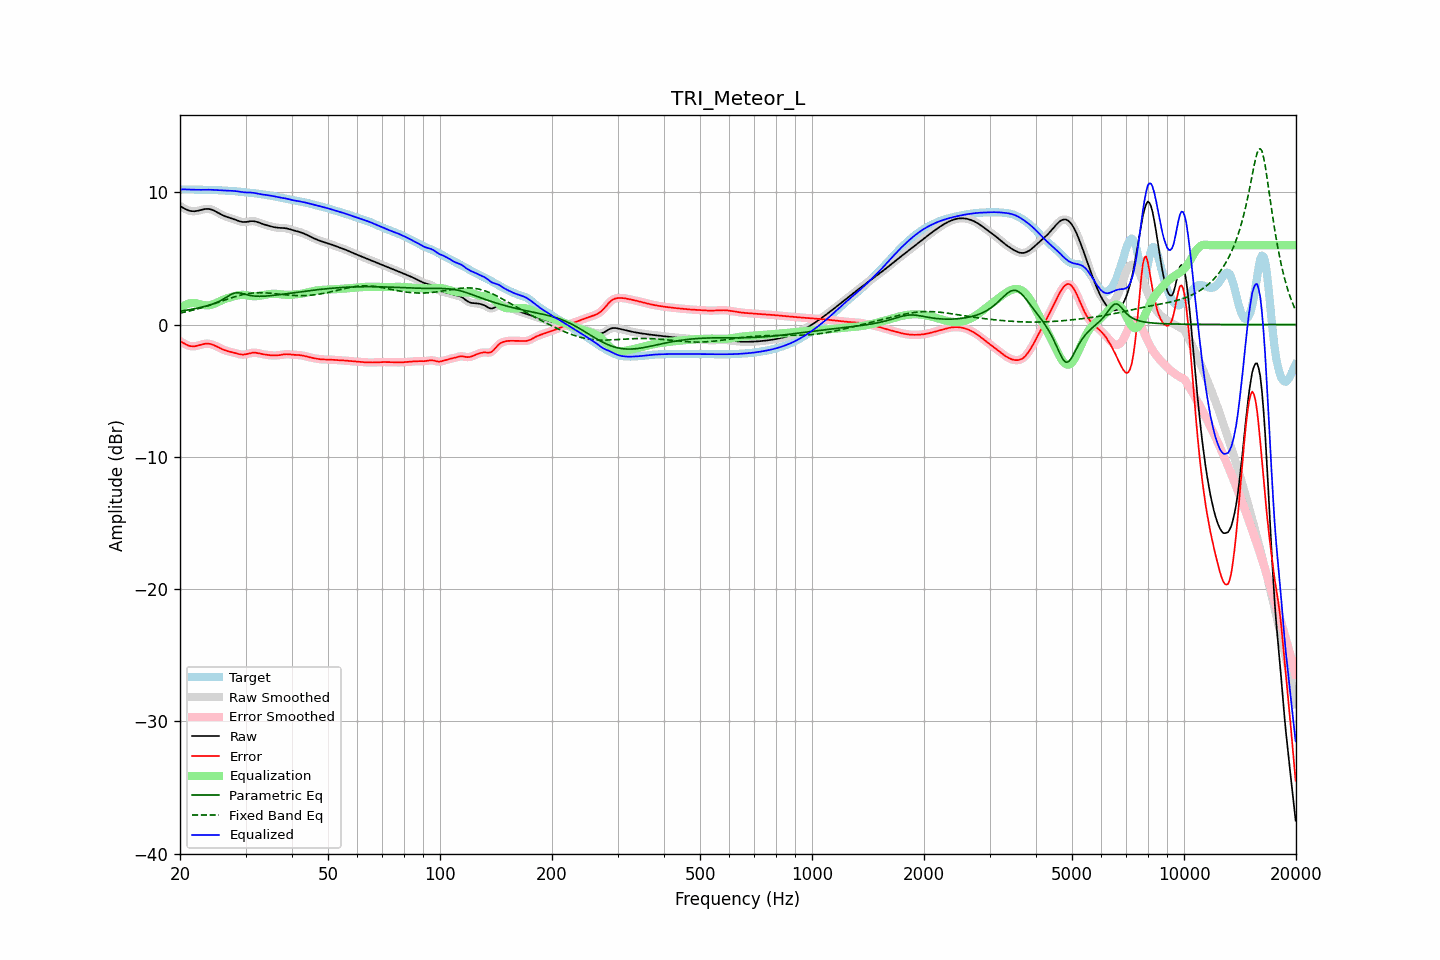 TRI_Meteor_L
Amplitude (dBr)
10
0
−10
−20
−30
−40
Target
Raw Smoothed
Error Smoothed
Raw
Error
Equalization
Parametric Eq
Fixed Band Eq
Equalized
20 50 100 200 500 1000 2000 5000 10000 20000
Frequency (Hz)